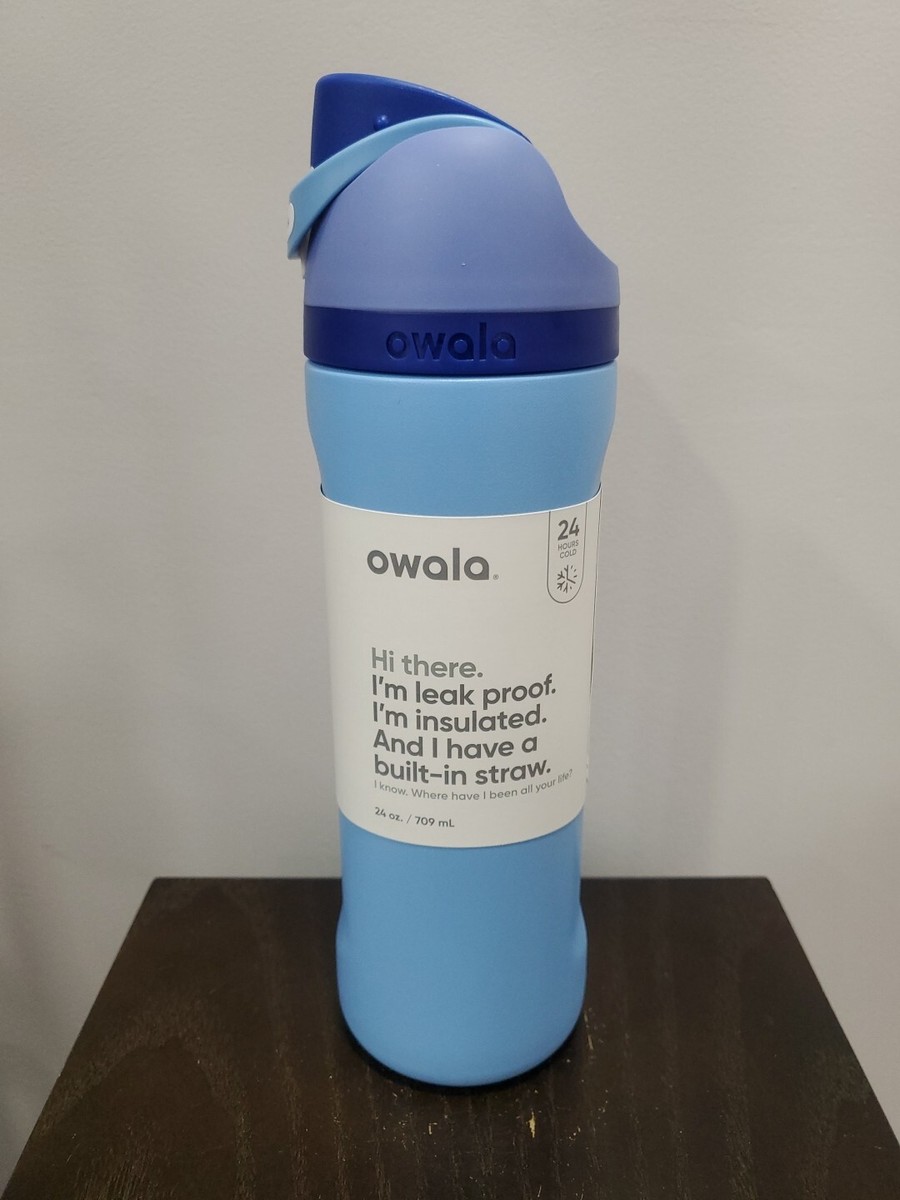 owala
owala®
24
HOURS
COLD
Hi there.
I'm leak proof.
I'm insulated.
And I have a
built-in straw.
I know. Where have I been all your life?
24 oz. / 709 mL